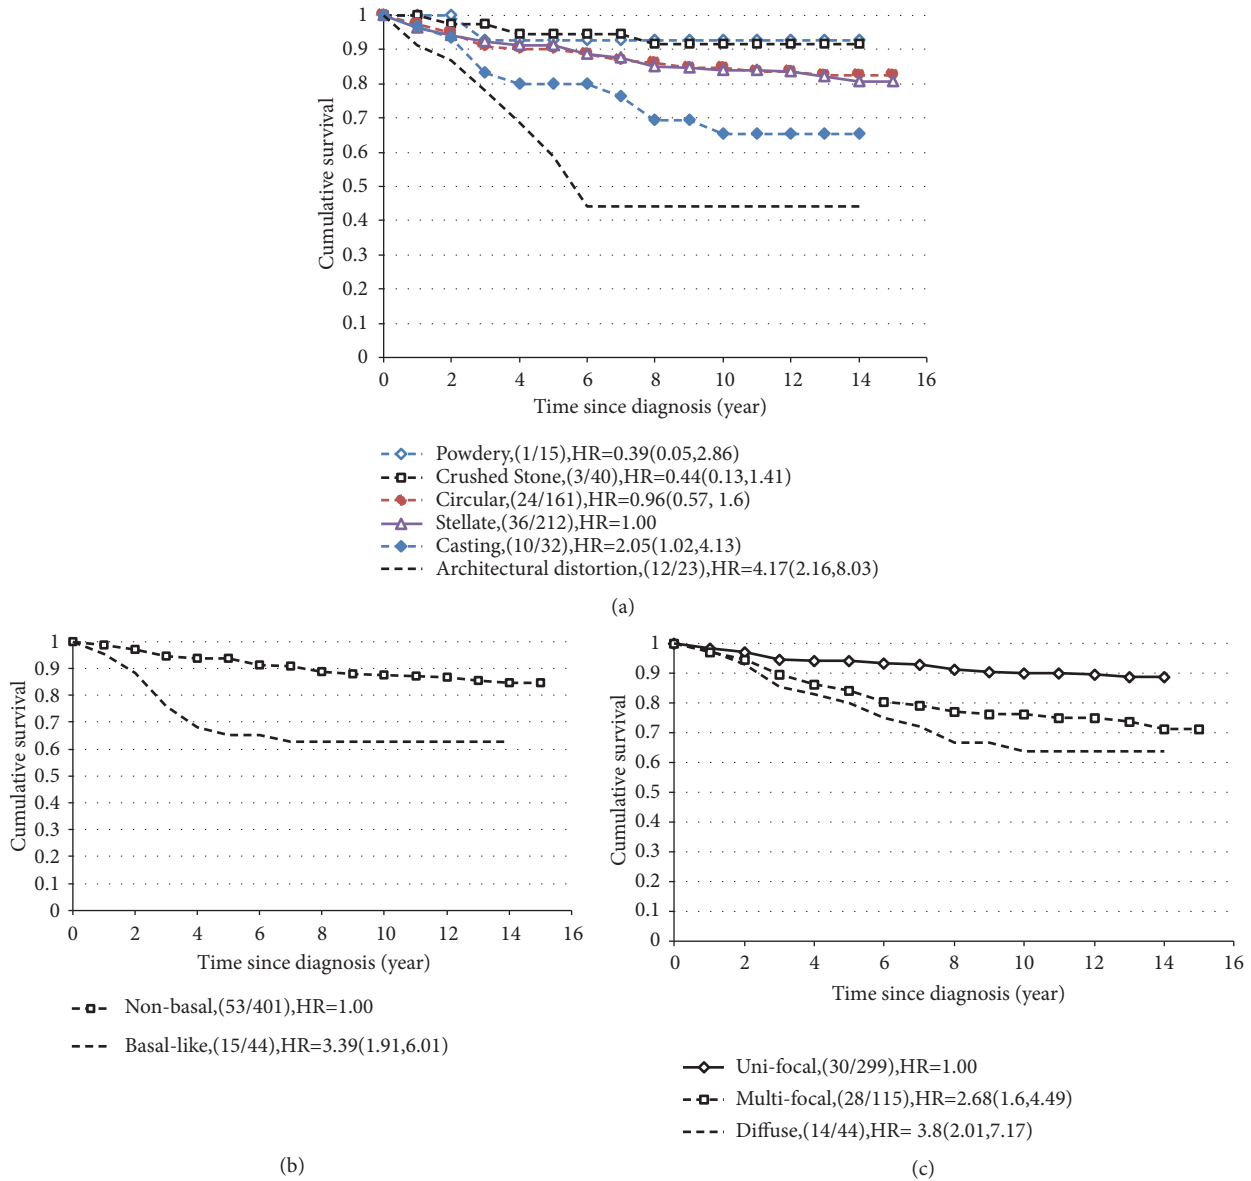 1
0.9
0.8
0.7
0.6
0.5
0.4
0.3
0.2
0.1
0
Cumulative survival
0 2 4 6 8 10 12 14 16
Time since diagnosis (year)
Powdery,(1/15),HR=0.39(0.05,2.86)
Crushed Stone,(3/40),HR=0.44(0.13,1.41)
Circular,(24/161),HR=0.96(0.57, 1.6)
Stellate,(36/212),HR=1.00
Casting,(10/32),HR=2.05(1.02,4.13)
Architectural distortion,(12/23),HR=4.17(2.16,8.03)
(a)
1
0.9
0.8
0.7
0.6
0.5
0.4
0.3
0.2
0.1
0
Cumulative survival
0 2 4 6 8 10 12 14 16
Time since diagnosis (year)
Non-basal,(53/401),HR=1.00
Basal-like,(15/44),HR=3.39(1.91,6.01)
(b)
1
0.9
0.8
0.7
0.6
0.5
0.4
0.3
0.2
0.1
0
Cumulative survival
0 2 4 6 8 10 12 14 16
Time since diagnosis (year)
Uni-focal,(30/299),HR=1.00
Multi-focal,(28/115),HR=2.68(1.6,4.49)
Diffuse,(14/44),HR= 3.8(2.01,7.17)
(c)